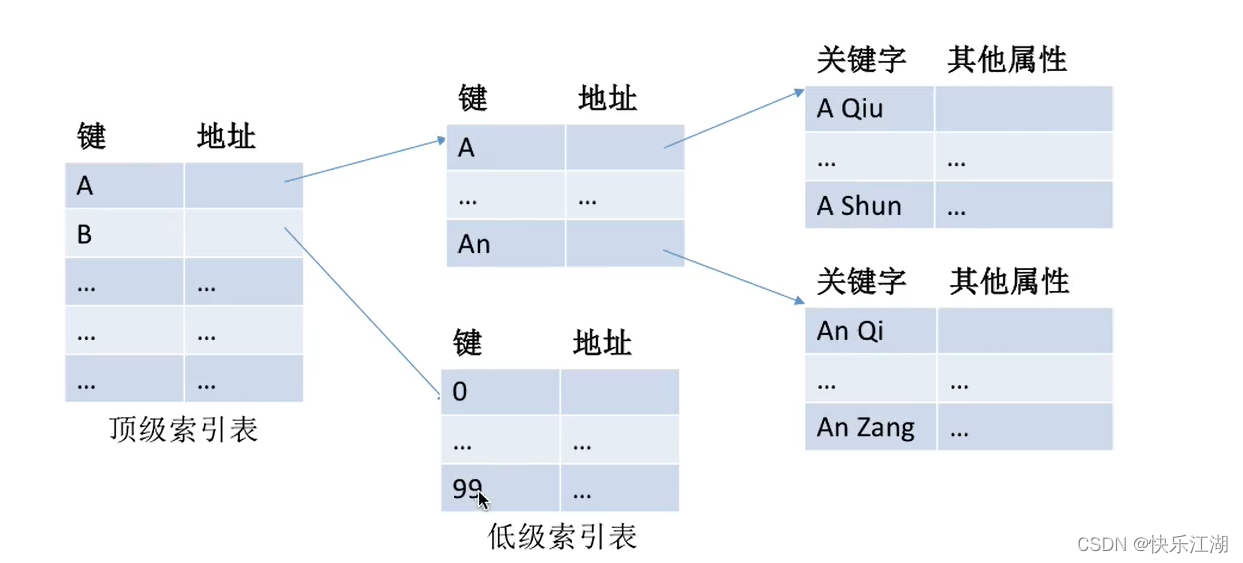 键 地址
A
B
... ...
... ...
... ...
顶级索引表
键 地址
A
... ...
An
键 地址
0
... ...
99 ...
低级索引表
关键字 其他属性
A Qiu
... ...
A Shun ...
关键字 其他属性
An Qi
... ...
An Zang ...
CSDN @快乐江湖